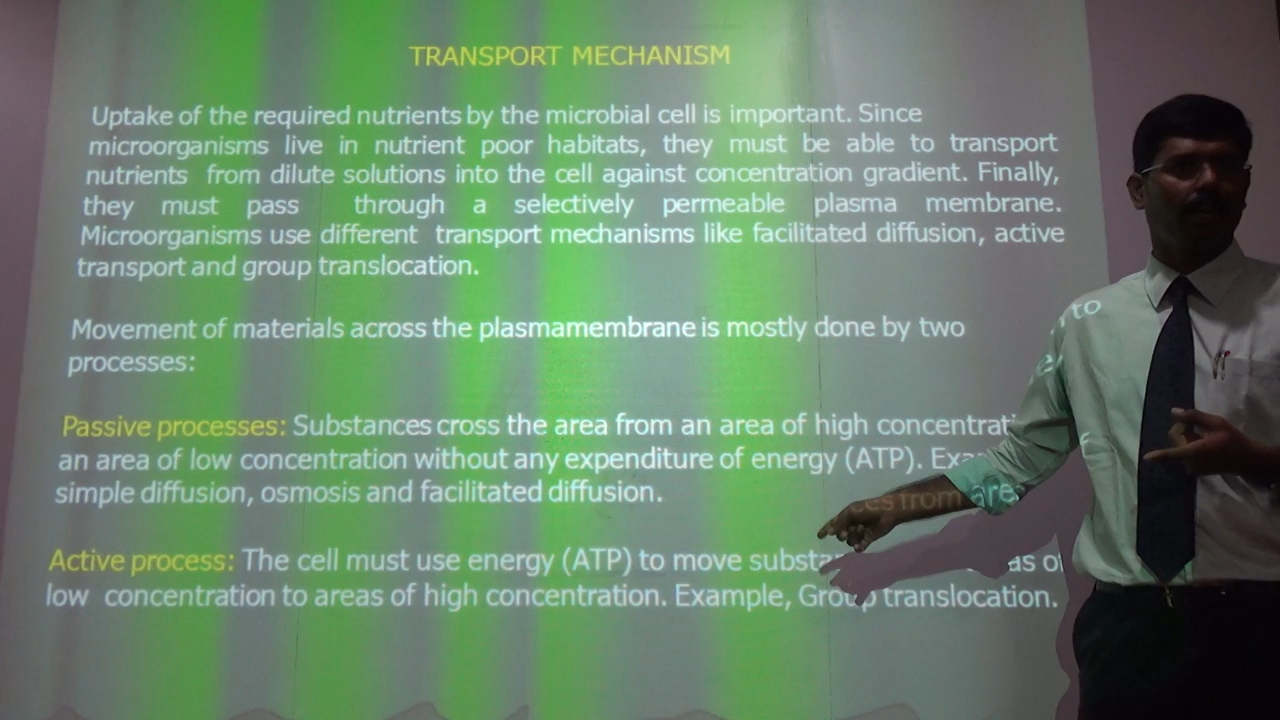 TRANSPORT MECHANISM
Uptake of the required nutrients by the microbial cell is important. Since
microorganisms live in nutrient poor habitats, they must be able to transport
nutrients from dilute solutions into the cell against concentration gradient. Finally,
they must pass through a selectively permeable plasma membrane.
Microorganisms use different transport mechanisms like facilitated diffusion, active
transport and group translocation.
Movement of materials across the plasmamembrane is mostly done by two
processes:
Passive processes: Substances cross the area from an area of high to
an area of low concentration without any expenditure of energy (ATP).
simple diffusion, osmosis and facilitated diffusion.
Active process: The cell must use energy (ATP) to move from
low concentration to areas of high concentration. Example, Group translocation.